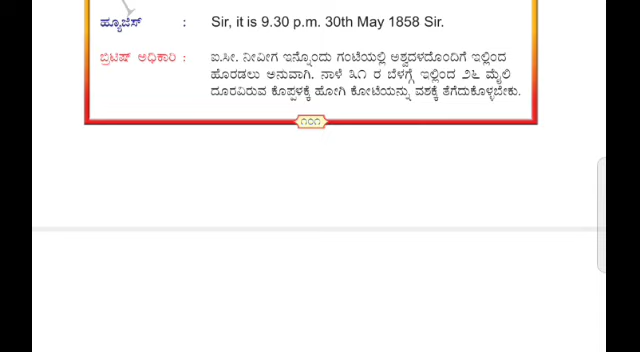 ಹ್ಯೂಜಿಸ್ : Sir, it is 9.30 p.m. 30th May 1858 Sir.
ಬ್ರಿಟಿಷ್ ಅಧಿಕಾರಿ : ಐ.ಸೀ. ನೀವೀಗ ಇನ್ನೊಂದು ಗಂಟೆಯಲ್ಲಿ ಅಶ್ವದಳದೊಂದಿಗೆ ಇಲ್ಲಿಂದ
ಹೊರಡಲು ಅನುವಾಗಿ. ನಾಳೆ ೩೧ ರ ಬೆಳಗ್ಗೆ ಇಲ್ಲಿಂದ ೨೬ ಮೈಲಿ
ದೂರವಿರುವ ಕೊಪ್ಪಳಕ್ಕೆ ಹೋಗಿ ಕೋಟೆಯನ್ನು ವಶಕ್ಕೆ ತೆಗೆದುಕೊಳ್ಳಬೇಕು.
೧೦೧